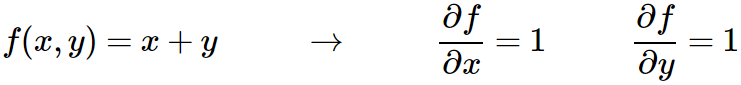 f(x, y) = x + y → ∂f/∂x = 1 ∂f/∂y = 1